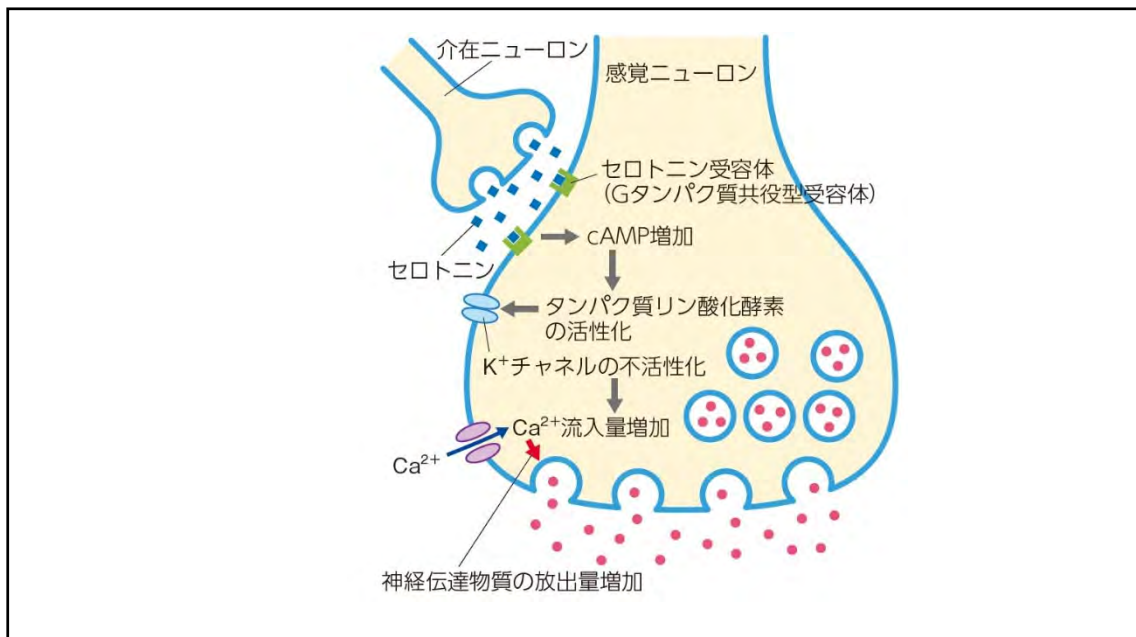 介在ニューロン
感覚ニューロン
セロトニン受容体
(Gタンパク質共役型受容体)
cAMP増加
セロトニン
タンパク質リン酸化酵素
の活性化
K⁺チャネルの不活性化
Ca²⁺流入量増加
Ca²⁺
神経伝達物質の放出量増加